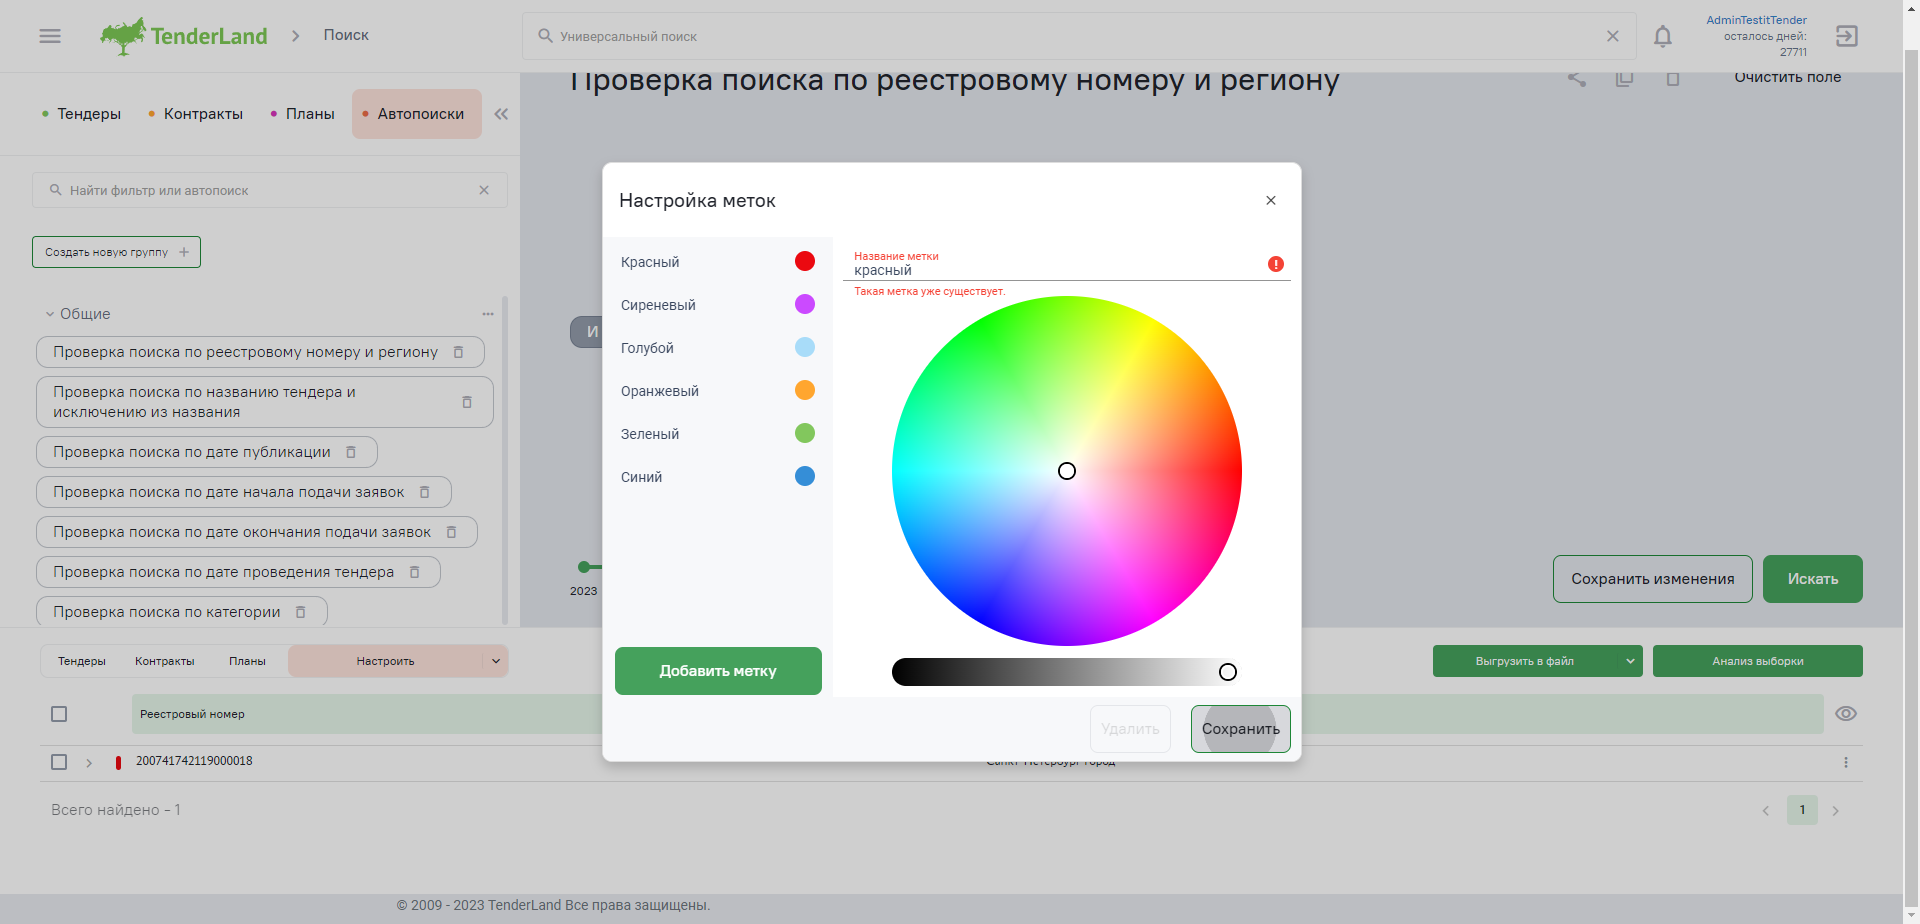 TenderLand
Поиск
Универсальный поиск
AdminTestitTender
осталось дней:
27711
Тендеры
Контракты
Планы
Автопоиски
Проверка поиска по реестровому номеру и региону
Очистить поле
Найти фильтр или автопоиск
Создать новую группу
Общие
Проверка поиска по реестровому номеру и региону
Проверка поиска по названию тендера и
исключению из названия
Проверка поиска по дате публикации
Проверка поиска по дате начала подачи заявок
Проверка поиска по дате окончания подачи заявок
Проверка поиска по дате проведения тендера
Проверка поиска по категории
И
2023
Сохранить изменения
Искать
Настройка меток
Красный
Сиреневый
Голубой
Оранжевый
Зеленый
Синий
Добавить метку
Название метки
красный
Такая метка уже существует.
Удалить
Сохранить
Тендеры
Контракты
Планы
Настроить
Выгрузить в файл
Анализ выборки
Реестровый номер
200741742119000018
Санкт-Петербург город
Всего найдено - 1
1
© 2009 - 2023 TenderLand Все права защищены.